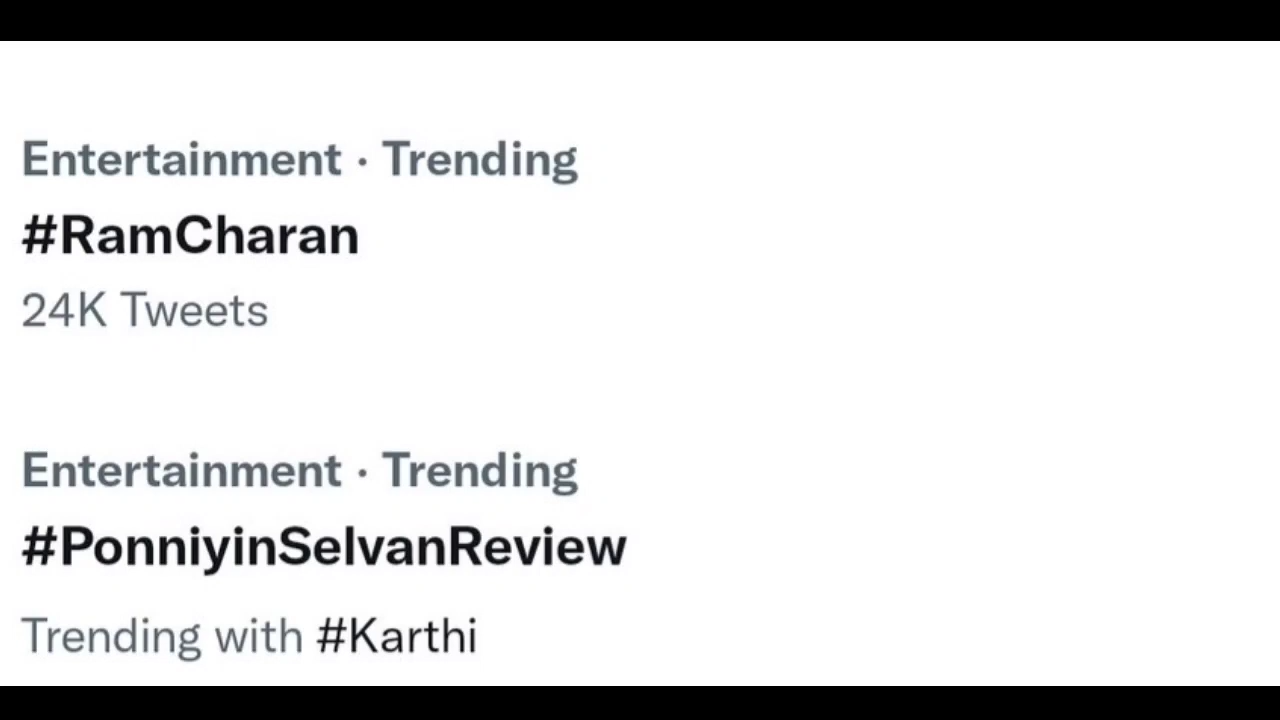 Entertainment · Trending
#RamCharan
24K Tweets
Entertainment · Trending
#PonniyinSelvanReview
Trending with #Karthi